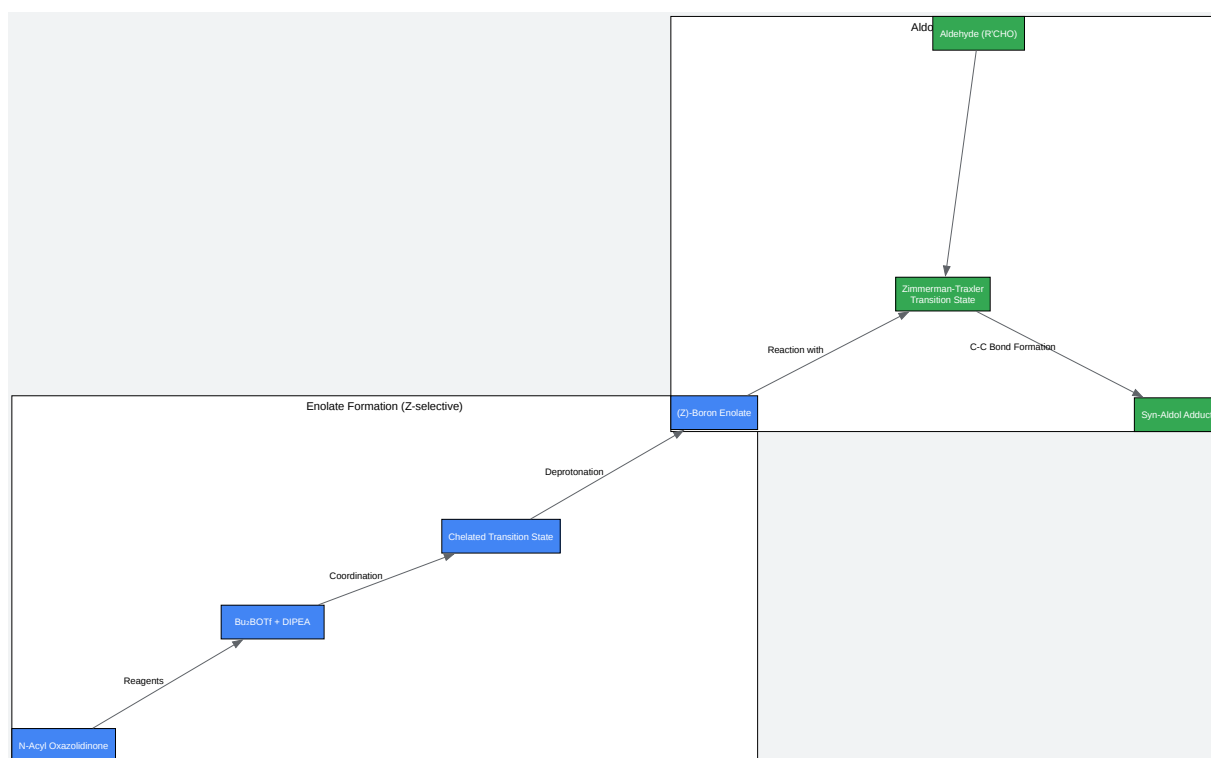 Aldo
Aldehyde (R'CHO)
Zimmerman-Traxler
Transition State
Reaction with
C-C Bond Formation
Enolate Formation (Z-selective)
(Z)-Boron Enolate
Syn-Aldol Adduct
Deprotonation
Chelated Transition State
Coordination
Bu₂BOTf + DIPEA
Reagents
N-Acyl Oxazolidinone